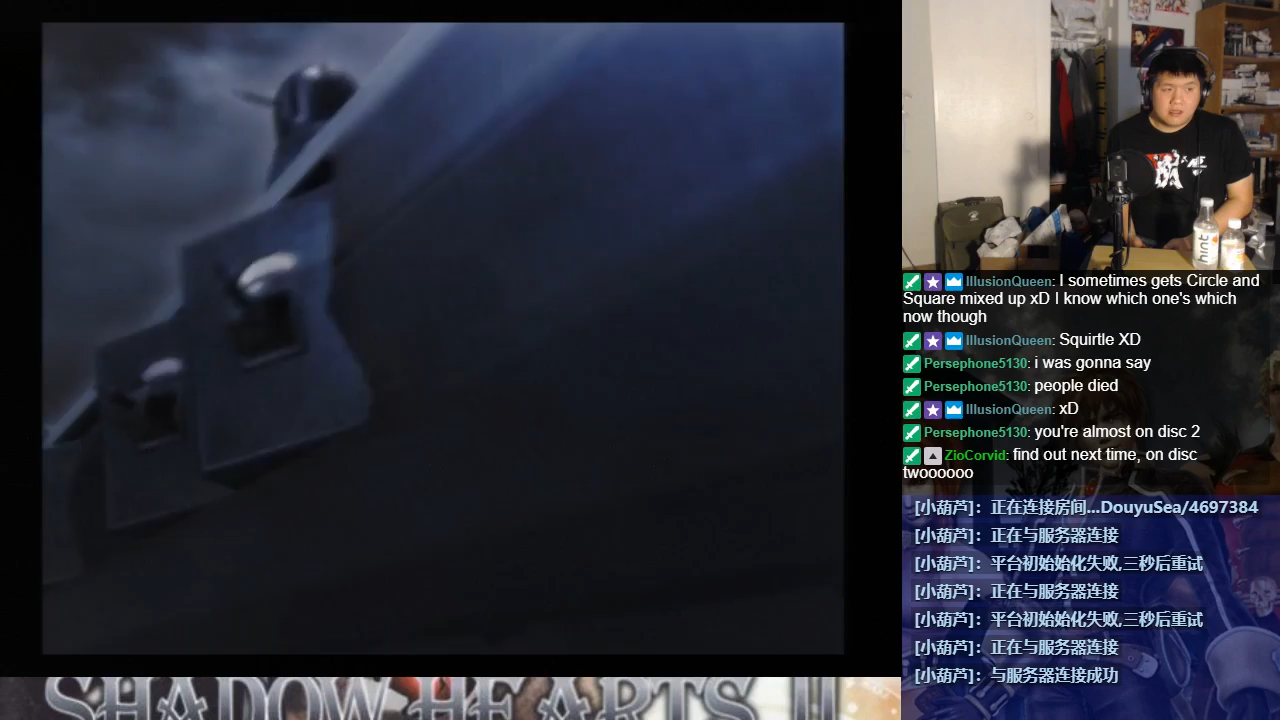 IllusionQueen: I sometimes gets Circle and
Square mixed up xD I know which one's which
now though
IllusionQueen: Squirtle XD
Persephone5130: i was gonna say
Persephone5130: people died
IllusionQueen: xD
Persephone5130: you're almost on disc 2
ZioCorvid: find out next time, on disc
twoooooo
[小葫芦]: 正在连接房间...DouyuSea/4697384
[小葫芦]: 正在与服务器连接
[小葫芦]: 平台初始始化失败,三秒后重试
[小葫芦]: 正在与服务器连接
[小葫芦]: 平台初始始化失败,三秒后重试
[小葫芦]: 正在与服务器连接
[小葫芦]: 与服务器连接成功
hint
SHADOW HEARTS II